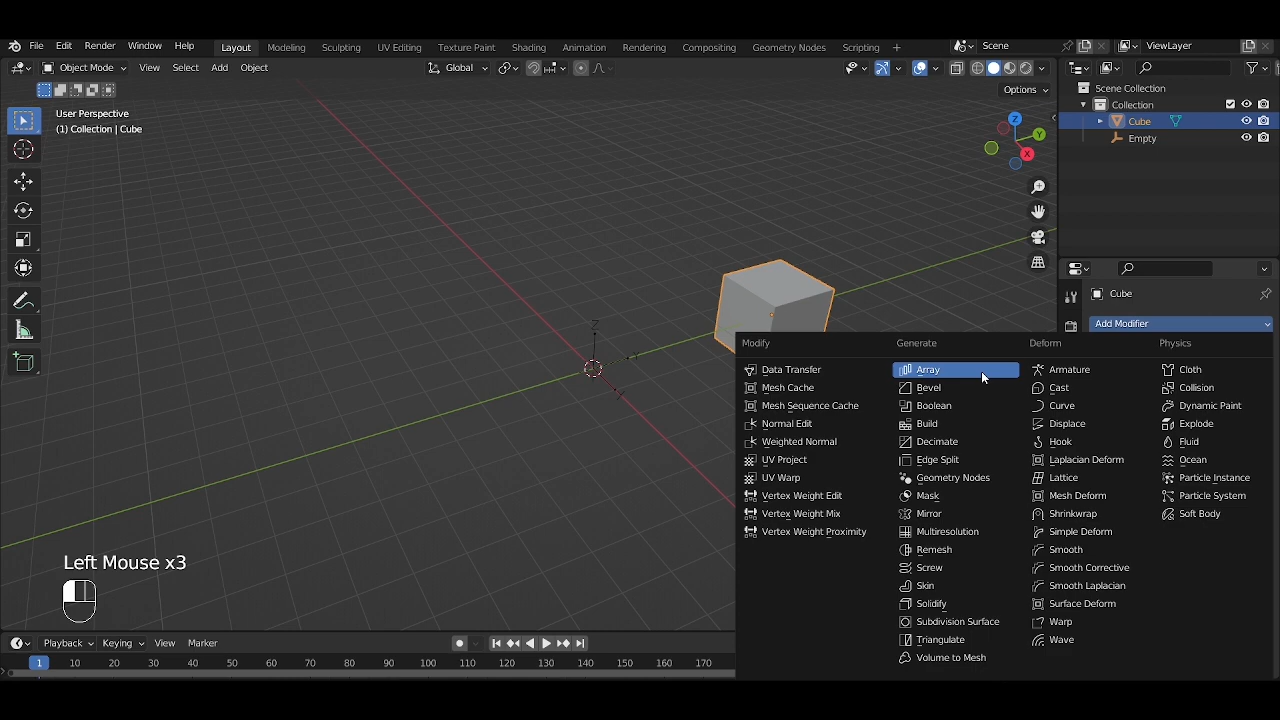 File Edit Render Window Help Layout Modeling Sculpting UV Editing Texture Paint Shading Animation Rendering Compositing Geometry Nodes Scripting + Scene ViewLayer
Object Mode View Select Add Object Global
Options
User Perspective
(1) Collection | Cube
Scene Collection
Collection
Cube
Empty
Z
Y
X
Z
Cube
Add Modifier
Modify Generate Deform Physics
Data Transfer Array Armature Cloth
Mesh Cache Bevel Cast Collision
Mesh Sequence Cache Boolean Curve Dynamic Paint
Normal Edit Build Displace Explode
Weighted Normal Decimate Hook Fluid
UV Project Edge Split Laplacian Deform Ocean
UV Warp Geometry Nodes Lattice Particle Instance
Vertex Weight Edit Mask Mesh Deform Particle System
Vertex Weight Mix Mirror Shrinkwrap Soft Body
Vertex Weight Proximity Multiresolution Simple Deform
Remesh Smooth
Screw Smooth Corrective
Skin Smooth Laplacian
Solidify Surface Deform
Subdivision Surface Warp
Triangulate Wave
Volume to Mesh
Left Mouse x3
Playback Keying View Marker
1 10 20 30 40 50 60 70 80 90 100 110 120 130 140 150 160 170